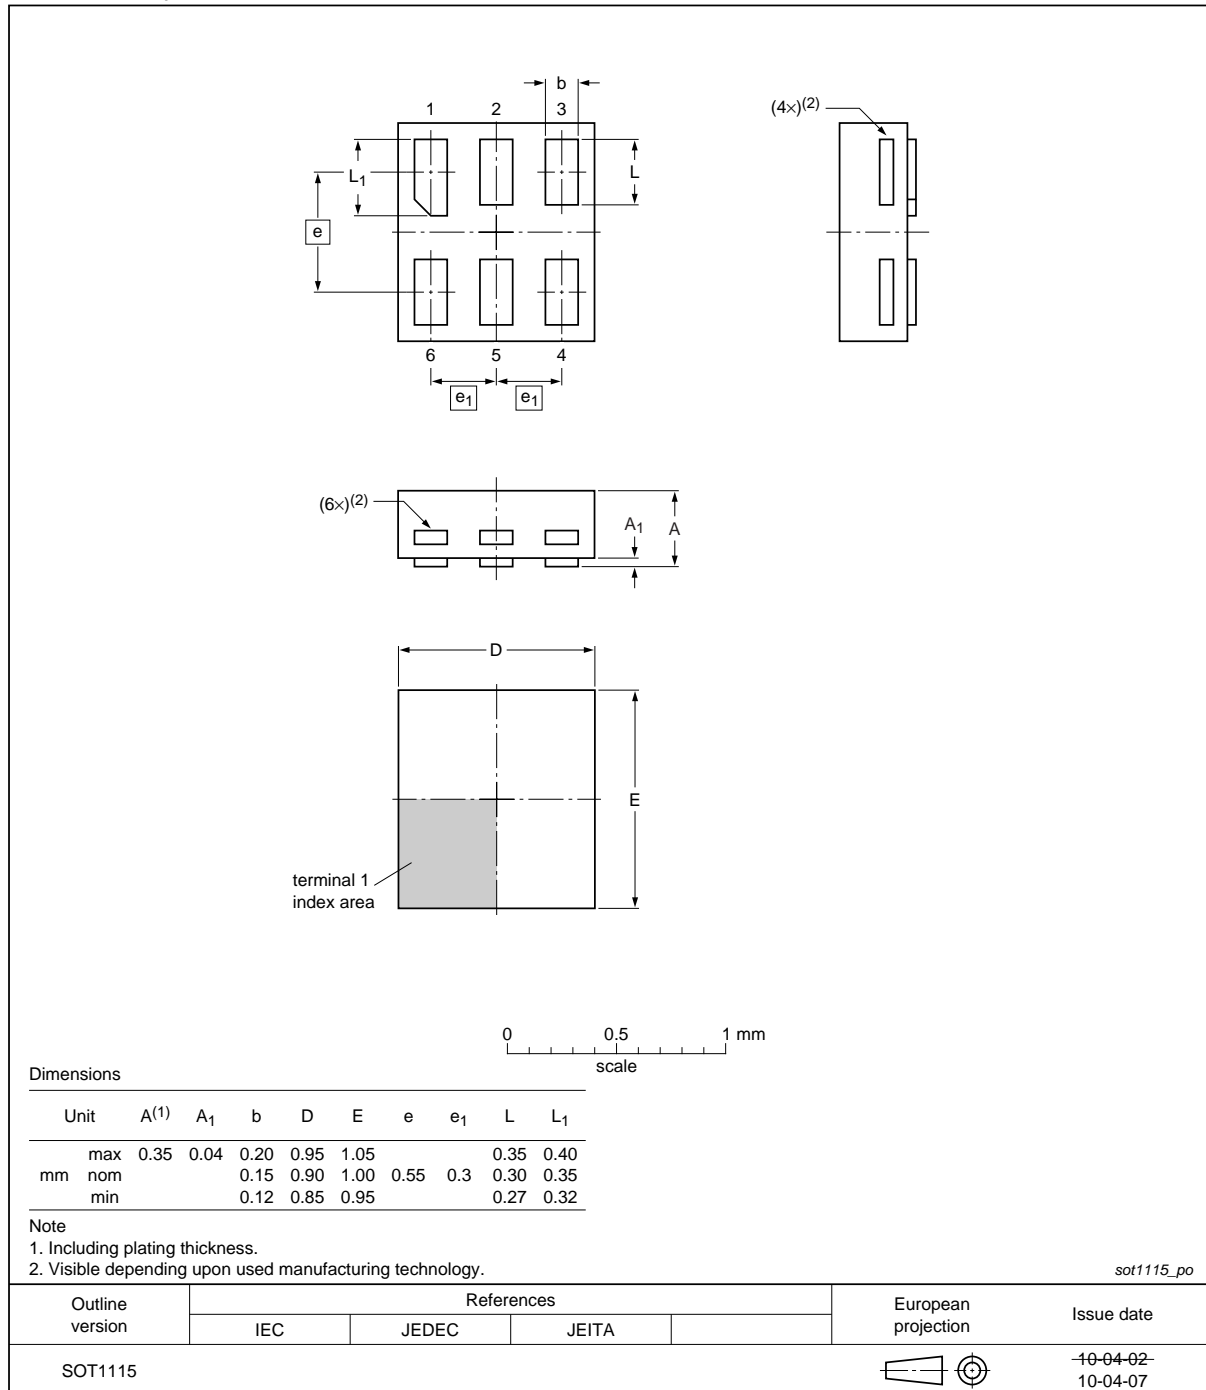 b
1 2 3
(4×)(2)
L1
L
e
6 5 4
e1 e1
(6×)(2)
A1 A
D
E
terminal 1
index area
0 0.5 1 mm
scale
Dimensions
Unit A(1) A1 b D E e e1 L L1
max 0.35 0.04 0.20 0.95 1.05 0.35 0.40
mm nom 0.15 0.90 1.00 0.55 0.3 0.30 0.35
min 0.12 0.85 0.95 0.27 0.32
Note
1. Including plating thickness.
2. Visible depending upon used manufacturing technology.
sot1115_po
Outline version
References
European projection
Issue date
IEC JEDEC JEITA
SOT1115
10-04-02
10-04-07